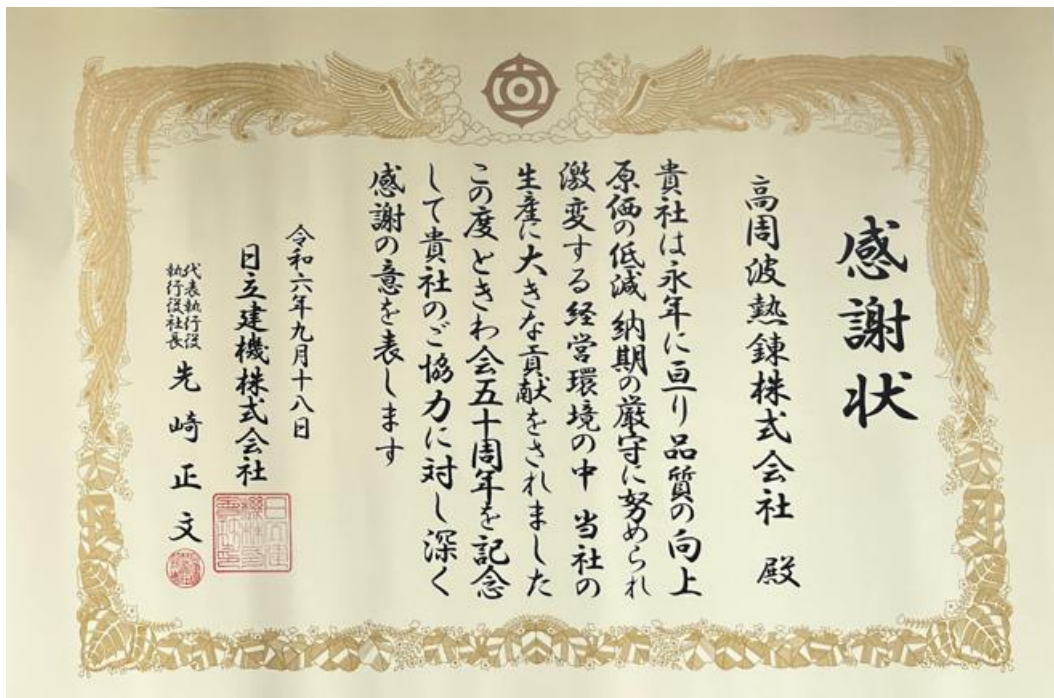 感謝状
高周波熱錬株式会社 殿
貴社は永年に亘り品質の向上
原価の低減 納期の厳守に努められ
激変する経営環境の中 当社の
生産に大きな貢献をされました
この度ときわ会五十周年を記念
して貴社のご協力に対し深く
感謝の意を表します
令和六年九月十八日
日立建機株式会社
代表執行役
執行役社長
先崎正文